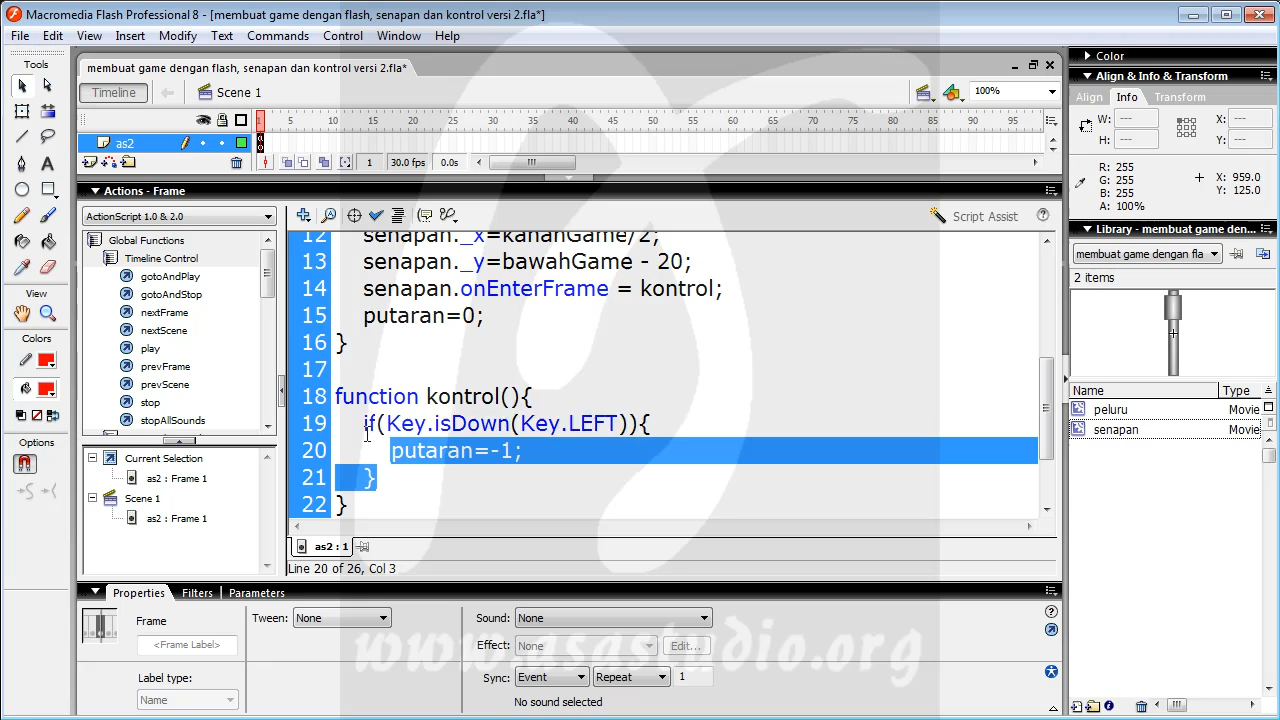 Macromedia Flash Professional 8 - [membuat game dengan flash, senapan dan kontrol versi 2.fla*]
File Edit View Insert Modify Text Commands Control Window Help
Tools
View
Colors
Options
membuat game dengan flash, senapan dan kontrol versi 2.fla*
Timeline Scene 1 100%
1 5 10 15 20 25 30 35 40 45 50 55 60 65 70 75 80 85 90 95
as2
1 30.0 fps 0.0s
Actions - Frame
ActionScript 1.0 & 2.0
Global Functions
Timeline Control
gotoAndPlay
gotoAndStop
nextFrame
nextScene
play
prevFrame
prevScene
stop
stopAllSounds
Current Selection
as2 : Frame 1
Scene 1
as2 : Frame 1
Script Assist
12 senapan._x=kananGame/2;
13 senapan._y=bawahGame - 20;
14 senapan.onEnterFrame = kontrol;
15 putaran=0;
16 }
17
18 function kontrol(){
19 if(Key.isDown(Key.LEFT)){
20 putaran=-1;
21 }
22 }
as2 : 1
Line 20 of 26, Col 3
Properties Filters Parameters
Frame
<Frame Label>
Label type:
Name
Tween: None
Sound: None
Effect: None Edit...
Sync: Event Repeat 1
No sound selected
www.asastudio.org
Color
Align & Info & Transform
Align Info Transform
W: --- X: ---
H: --- Y: ---
R: 255
G: 255
B: 255
A: 100%
X: 959.0
Y: 125.0
Library - membuat game den...
membuat game dengan fla
2 items
Name Type
peluru Movie
senapan Movie